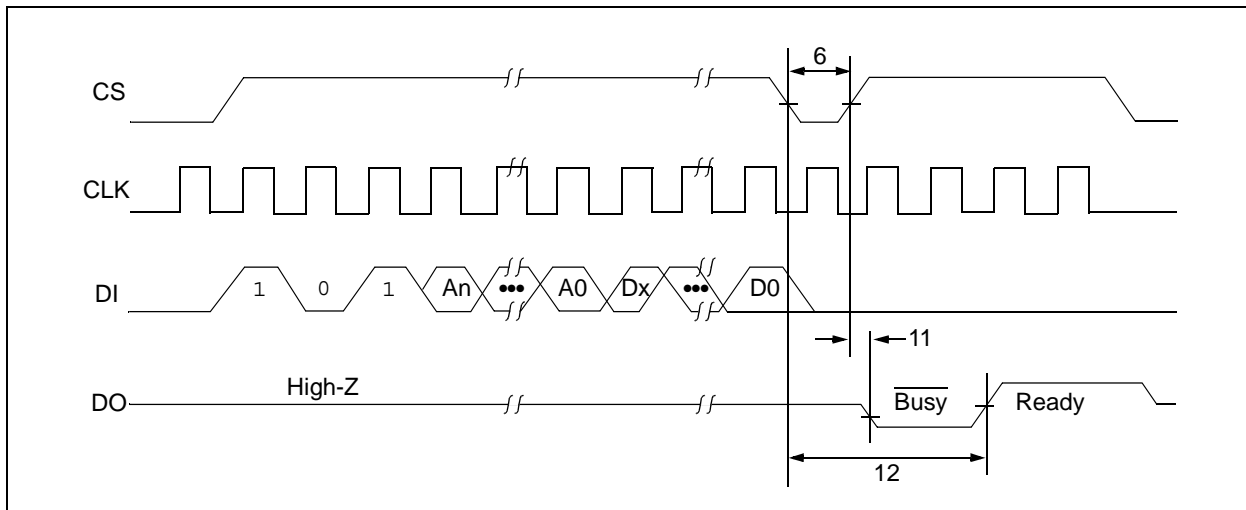 6
CS
CLK
DI 1 0 1 An ••• A0 Dx ••• D0
11
High-Z
DO Busy Ready
12